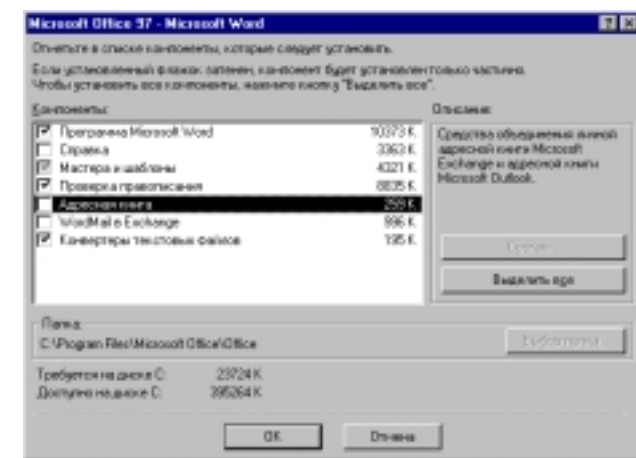 Microsoft Office 97 - Microsoft Word
Отметьте в списке компоненты, которые следует установить.
Если установленный флажок затенен, компонент будет установлен только частично.
Чтобы установить все компоненты, нажмите кнопку "Выделить все".
Компоненты:
Описание:
Программа Microsoft Word 10373 K
Справка 3363 K
Мастера и шаблоны 4321 K
Проверка правописания 8835 K
Адресная книга 259 K
WordMail в Exchange 996 K
Конвертеры текстовых файлов 195 K
Средства объединения личной
адресной книги Microsoft
Exchange и адресной книги
Microsoft Outlook.
Выделить все
Папка:
C:\Program Files\Microsoft Office\Office
Требуется на диске C: 23724 K
Доступно на диске C: 395264 K
OK
Отмена